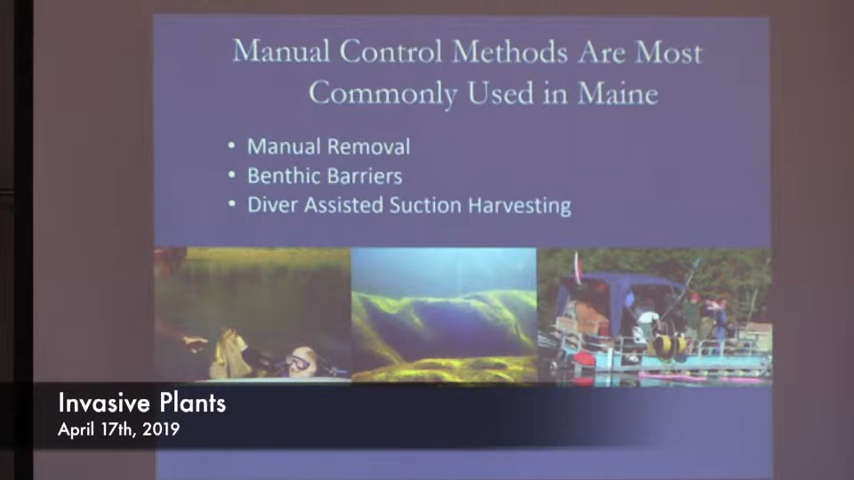 Manual Control Methods Are Most
Commonly Used in Maine
• Manual Removal
• Benthic Barriers
• Diver Assisted Suction Harvesting
Invasive Plants
April 17th, 2019